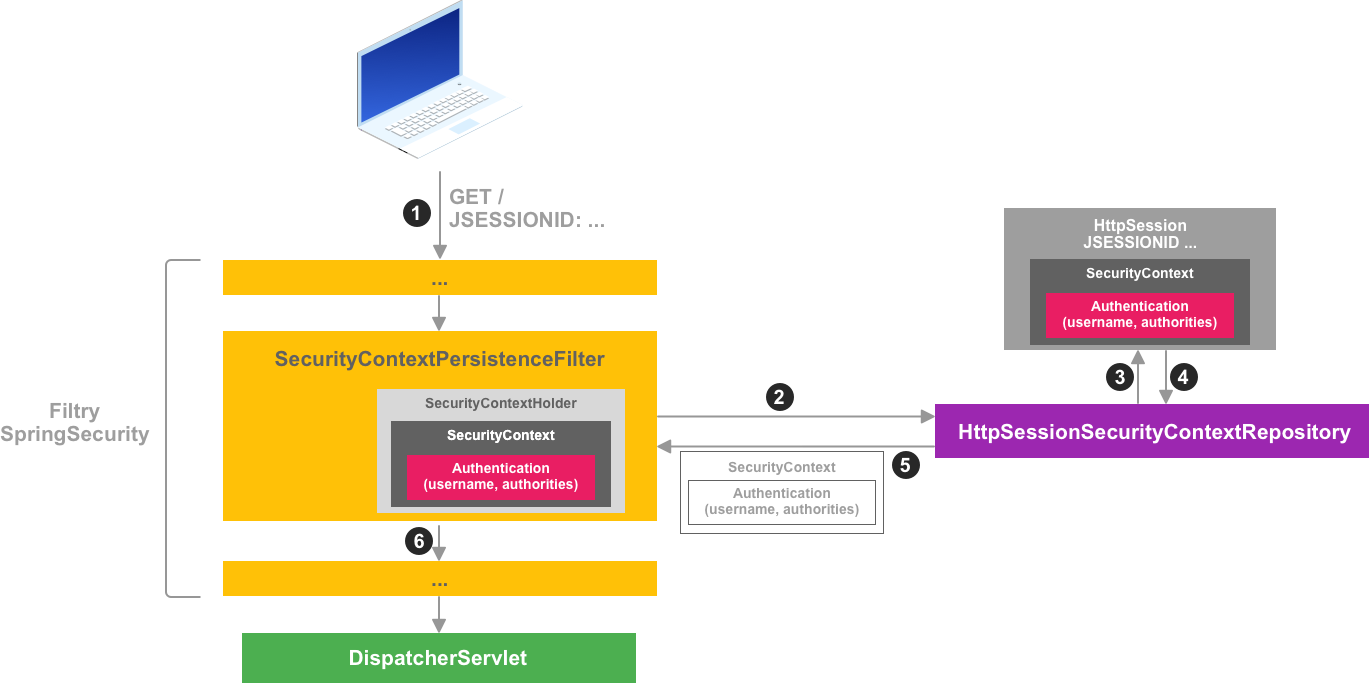 1
GET /
JSESSIONID: ...
...
SecurityContextPersistenceFilter
SecurityContextHolder
SecurityContext
Authentication
(username, authorities)
Filtry
SpringSecurity
2
HttpSession
JSESSIONID ...
SecurityContext
Authentication
(username, authorities)
3
4
HttpSessionSecurityContextRepository
5
SecurityContext
Authentication
(username, authorities)
6
...
DispatcherServlet